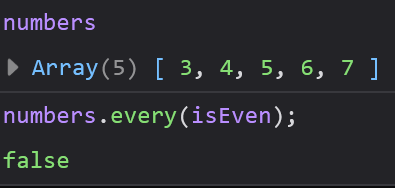 numbers
Array(5) [ 3, 4, 5, 6, 7 ]
numbers.every(isEven);
false